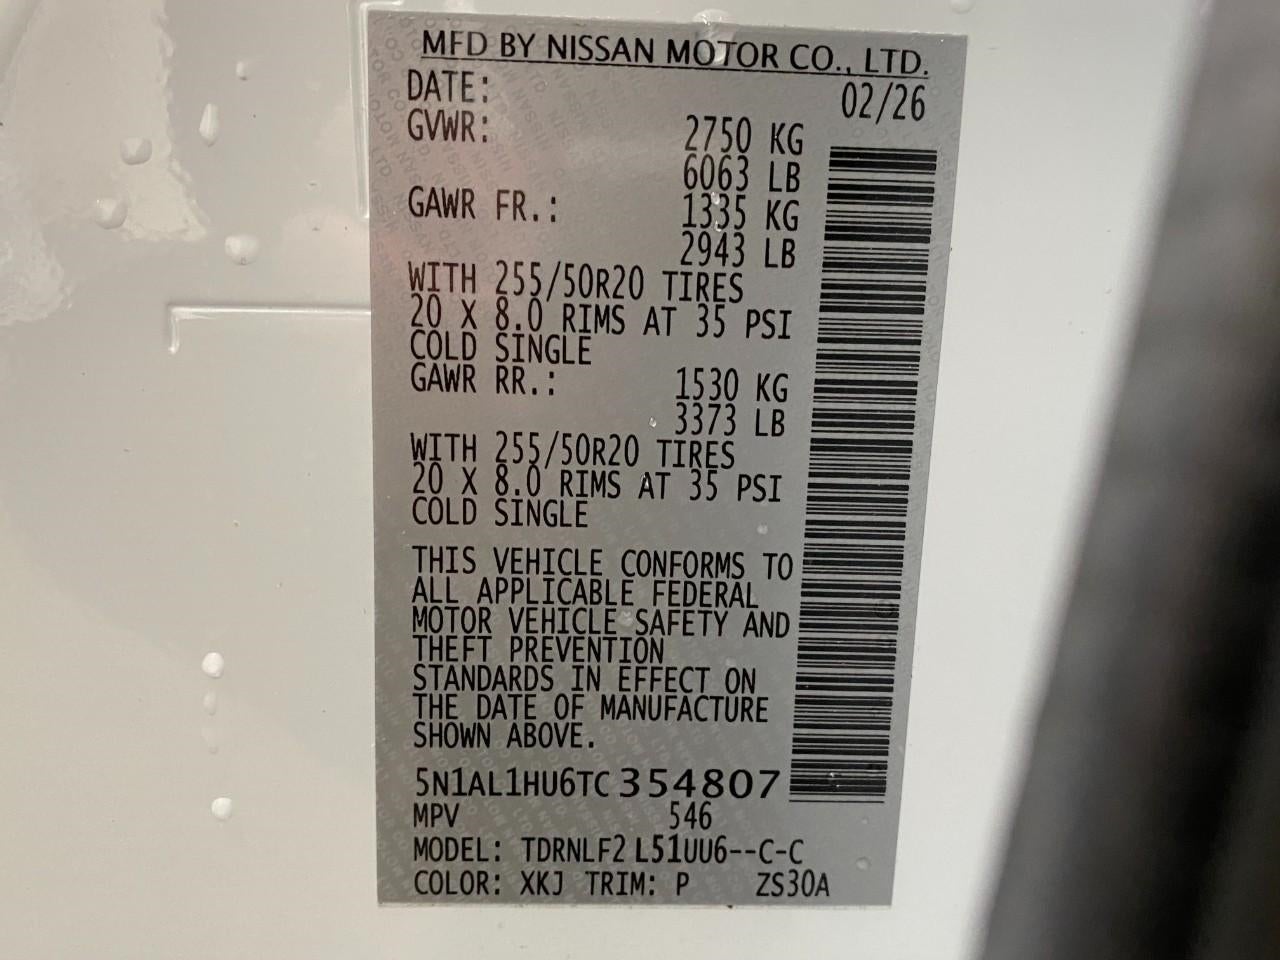 MFD BY NISSAN MOTOR CO., LTD.
DATE: 02/26
GVWR: 2750 KG
6063 LB
GAWR FR.: 1335 KG
2943 LB
WITH 255/50R20 TIRES
20 X 8.0 RIMS AT 35 PSI
COLD SINGLE
GAWR RR.: 1530 KG
3373 LB
WITH 255/50R20 TIRES
20 X 8.0 RIMS AT 35 PSI
COLD SINGLE
THIS VEHICLE CONFORMS TO
ALL APPLICABLE FEDERAL
MOTOR VEHICLE SAFETY AND
THEFT PREVENTION
STANDARDS IN EFFECT ON
THE DATE OF MANUFACTURE
SHOWN ABOVE.
5N1AL1HU6TC354807
MPV 546
MODEL: TDRNLF2 L51UU6--C-C
COLOR: XKJ TRIM: P ZS30A